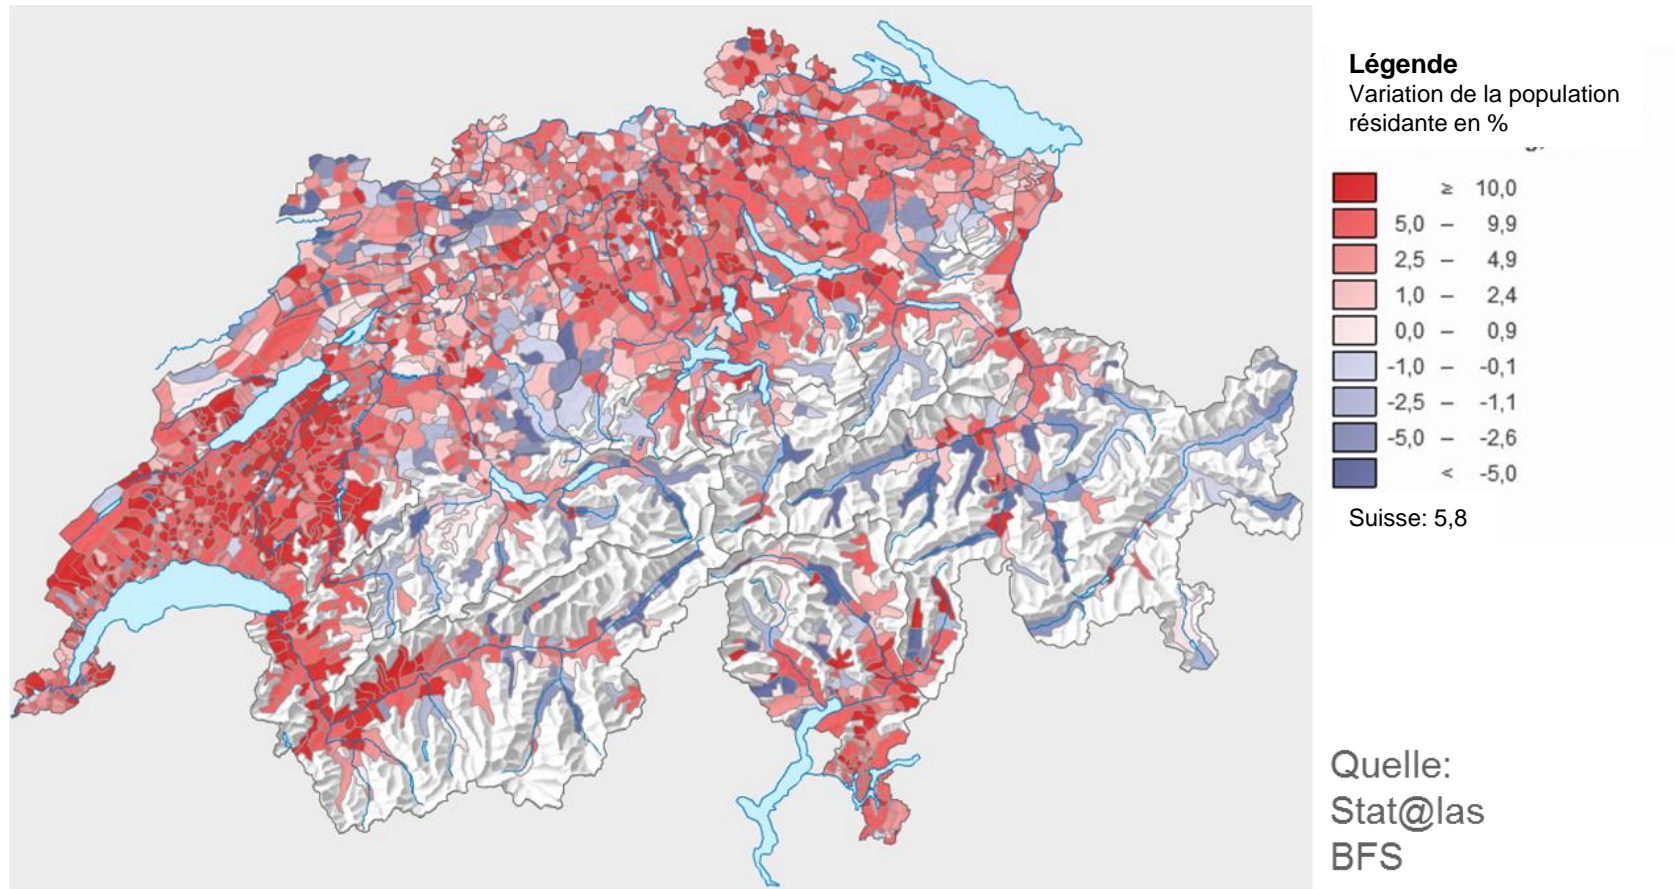 Légende
Variation de la population
résidante en %
≥ 10,0
5,0 – 9,9
2,5 – 4,9
1,0 – 2,4
0,0 – 0,9
-1,0 – -0,1
-2,5 – -1,1
-5,0 – -2,6
< -5,0
Suisse: 5,8
Quelle:
Stat@las
BFS